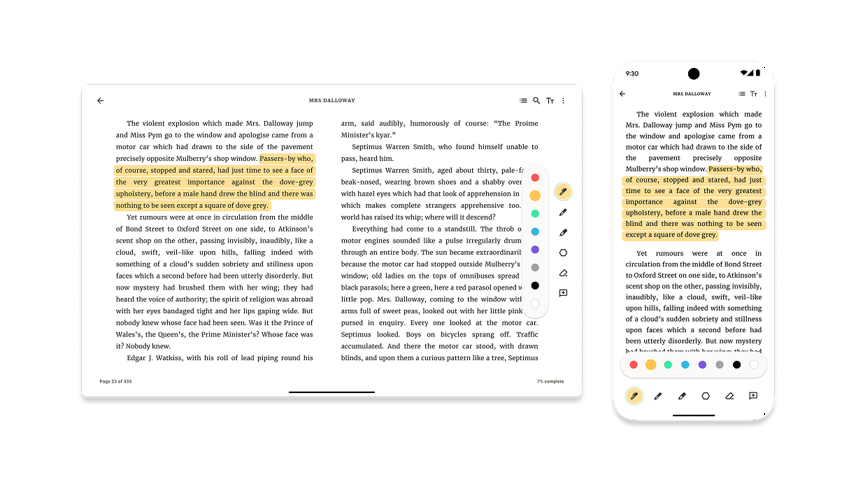 MRS DALLOWAY
The violent explosion which made Mrs. Dalloway jump
and Miss Pym go to the window and apologise came from a
motor car which had drawn to the side of the pavement
precisely opposite Mulberry's shop window. Passers-by who,
of course, stopped and stared, had just time to see a face of
the very greatest importance against the dove-grey
upholstery, before a male hand drew the blind and there was
nothing to be seen except a square of dove grey.
Yet rumours were at once in circulation from the middle
of Bond Street to Oxford Street on one side, to Atkinson's
scent shop on the other, passing invisibly, inaudibly, like a
cloud, swift, veil-like upon hills, falling indeed with
something of a cloud's sudden sobriety and stillness upon
faces which a second before had been utterly disorderly. But
now mystery had brushed them with her wing; they had
heard the voice of authority; the spirit of religion was abroad
with her eyes bandaged tight and her lips gaping wide. But
nobody knew whose face had been seen. Was it the Prince of
Wales's, the Queen's, the Prime Minister's? Whose face was
it? Nobody knew.
Edgar J. Watkiss, with his roll of lead piping round his
arm, said audibly, humorously of course: "The Proime
Minister's kyar."
Septimus Warren Smith, who found himself unable to
pass, heard him.
Septimus Warren Smith, aged about thirty, pale-fa
beak-nosed, wearing brown shoes and a shabby over
with hazel eyes which had that look of apprehension in
which makes complete strangers apprehensive too.
world has raised its whip; where will it descend?
Everything had come to a standstill. The throb o
motor engines sounded like a pulse irregularly drum
through an entire body. The sun became extraordinaril
because the motor car had stopped outside Mulberry's
window; old ladies on the tops of omnibuses spread
black parasols; here a green, here a red parasol opened w
little pop. Mrs. Dalloway, coming to the window with
arms full of sweet peas, looked out with her little pink
pursed in enquiry. Every one looked at the motor car.
Septimus looked. Boys on bicycles sprang off. Traffic
accumulated. And there the motor car stood, with drawn
blinds, and upon them a curious pattern like a tree, Septimus
Page 23 of 333
7% complete
9:30
MRS DALLOWAY
The violent explosion which made Mrs.
Dalloway jump and Miss Pym go to the
window and apologise came from a motor
car which had drawn to the side of
the pavement precisely opposite
Mulberry's shop window. Passers-by who,
of course, stopped and stared, had just
time to see a face of the very greatest
importance against the dove-grey
upholstery, before a male hand drew the
blind and there was nothing to be seen
except a square of dove grey.
Yet rumours were at once in
circulation from the middle of Bond Street
to Oxford Street on one side, to Atkinson's
scent shop on the other, passing invisibly,
inaudibly, like a cloud, swift, veil-like
upon hills, falling indeed with something
of a cloud's sudden sobriety and stillness
upon faces which a second before had
been utterly disorderly. But now mystery
had brushed them with her wing; they had